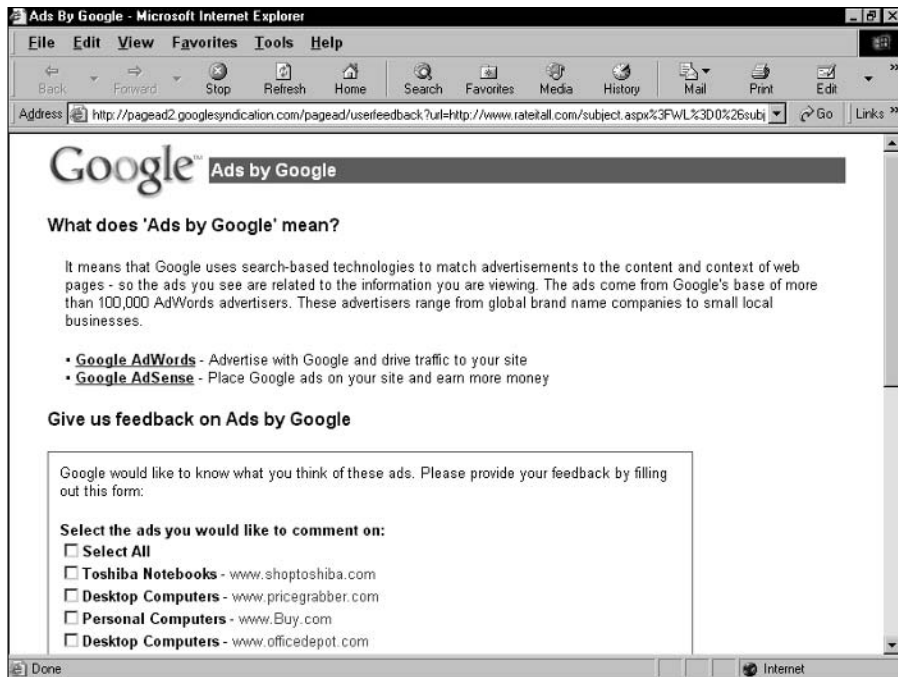 Ads By Google - Microsoft Internet Explorer
File Edit View Favorites Tools Help
Back Forward Stop Refresh Home Search Favorites Media History Mail Print Edit »
Address http://pagead2.googlesyndication.com/pagead/userfeedback?url=http://www.rateitall.com/subject.aspx%3FWL%3D0%26subj Go Links »
Google™ Ads by Google
What does 'Ads by Google' mean?
It means that Google uses search-based technologies to match advertisements to the content and context of web
pages - so the ads you see are related to the information you are viewing. The ads come from Google's base of more
than 100,000 AdWords advertisers. These advertisers range from global brand name companies to small local
businesses.
• Google AdWords - Advertise with Google and drive traffic to your site
• Google AdSense - Place Google ads on your site and earn more money
Give us feedback on Ads by Google
Google would like to know what you think of these ads. Please provide your feedback by filling
out this form:
Select the ads you would like to comment on:
Select All
Toshiba Notebooks - www.shoptoshiba.com
Desktop Computers - www.pricegrabber.com
Personal Computers - www.Buy.com
Desktop Computers - www.officedepot.com
Done Internet